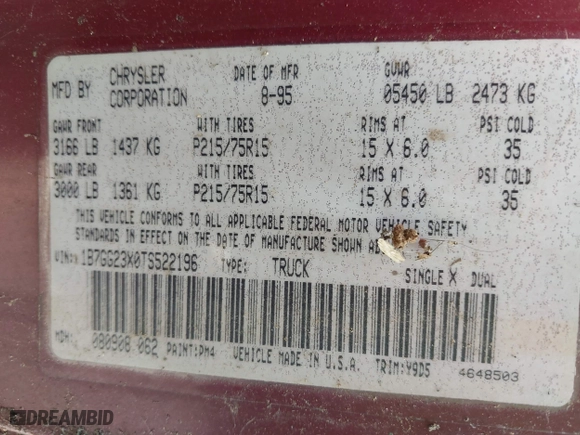 MFD BY CHRYSLER CORPORATION DATE OF MFR 8-95 GVWR 05450 LB 2473 KG
GAWR FRONT WITH TIRES RIMS AT PSI COLD
3166 LB 1437 KG P215/75R15 15 X 6.0 35
GAWR REAR WITH TIRES RIMS AT PSI COLD
3000 LB 1361 KG P215/75R15 15 X 6.0 35
THIS VEHICLE CONFORMS TO ALL APPLICABLE FEDERAL MOTOR VEHICLE SAFETY
STANDARDS IN EFFECT ON THE DATE OF MANUFACTURE SHOWN
VIN: 1B7GG23X0TS522196 TYPE: TRUCK SINGLE X DUAL
MDH: 080908 062 PAINT:PM4 VEHICLE MADE IN U.S.A. TRIM:Y9D5 4648503
DREAMBID